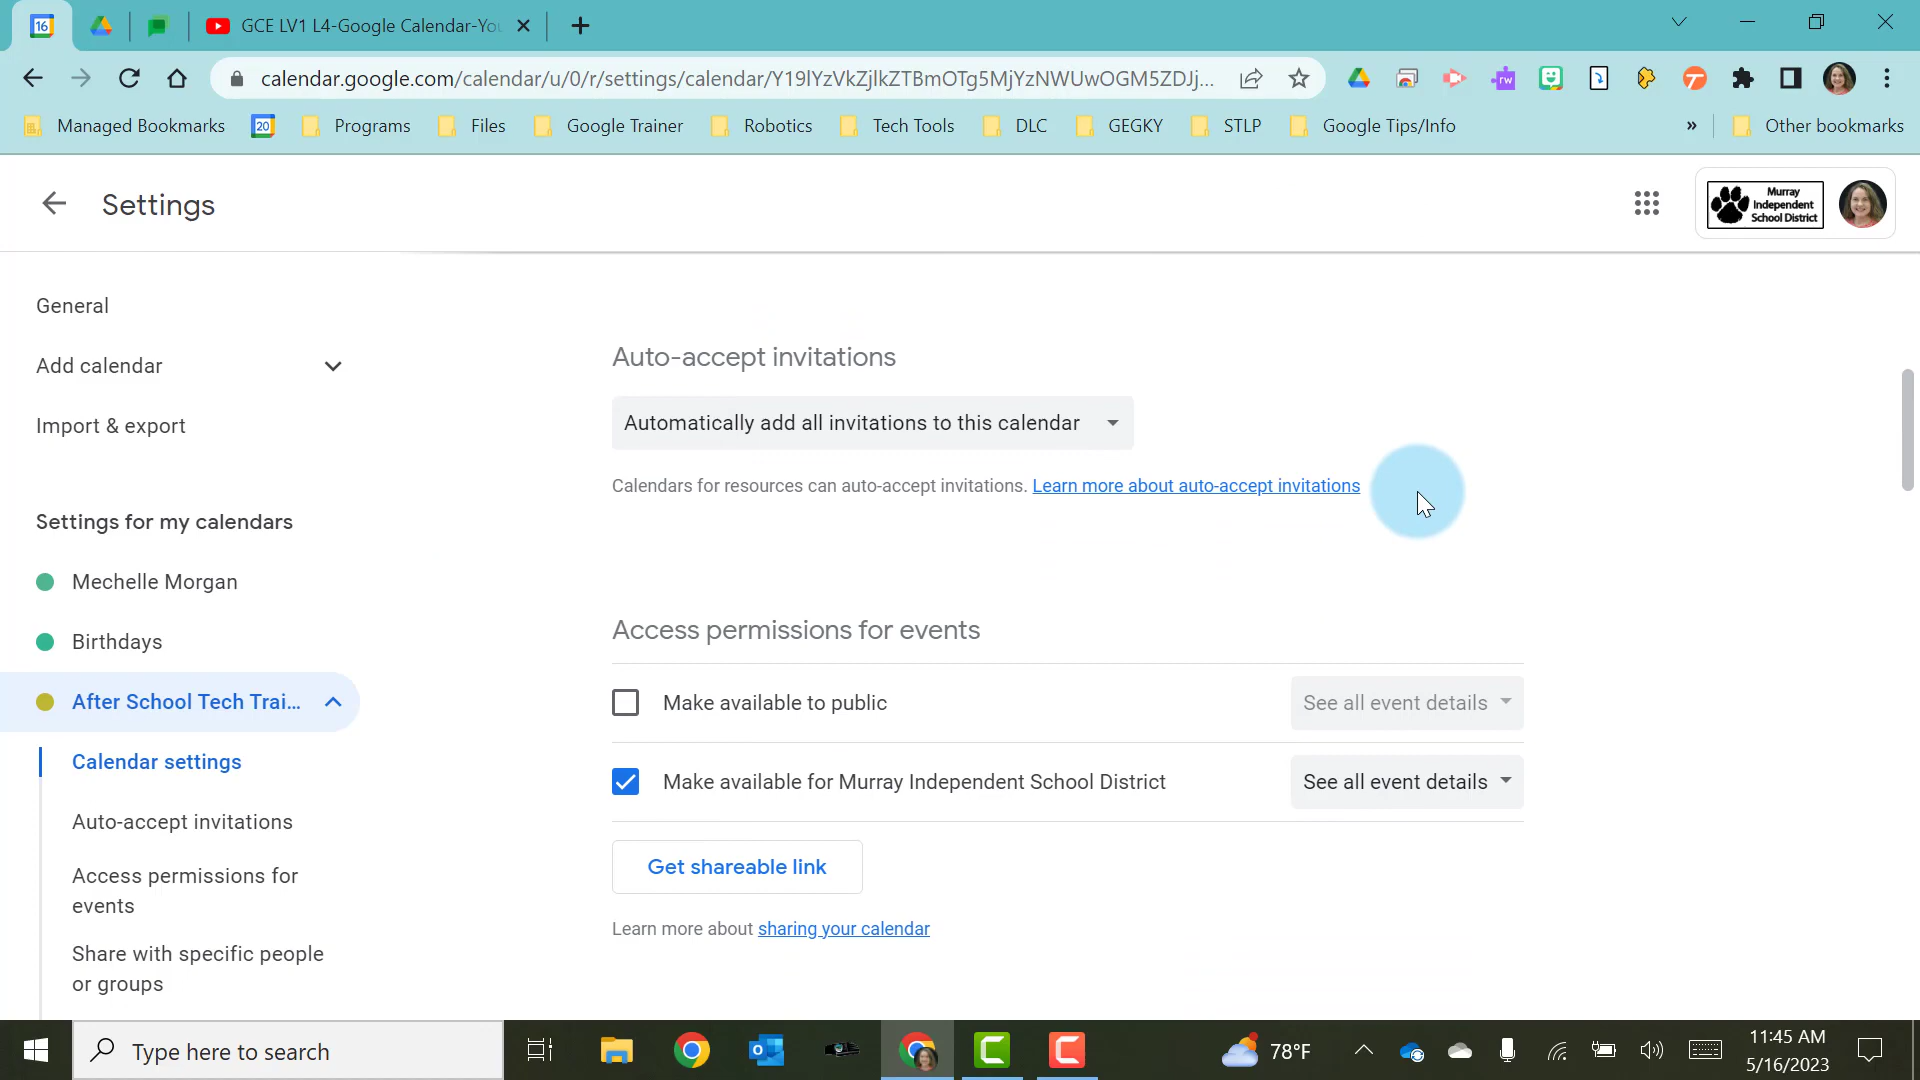 16
GCE LV1 L4-Google Calendar-You
calendar.google.com/calendar/u/0/r/settings/calendar/Y19lYzVkZjlkZTBmOTg5MjYzNWUwOGM5ZDJj...
rw
Managed Bookmarks
20
Programs
Files
Google Trainer
Robotics
Tech Tools
DLC
GEGKY
STLP
Google Tips/Info
»
Other bookmarks
Settings
Murray
Independent
School District
General
Add calendar
Import & export
Settings for my calendars
Mechelle Morgan
Birthdays
After School Tech Trai...
Calendar settings
Auto-accept invitations
Access permissions for
events
Share with specific people
or groups
Auto-accept invitations
Automatically add all invitations to this calendar
Calendars for resources can auto-accept invitations. Learn more about auto-accept invitations
Access permissions for events
Make available to public
See all event details
Make available for Murray Independent School District
See all event details
Get shareable link
Learn more about sharing your calendar
Type here to search
78°F
11:45 AM
5/16/2023